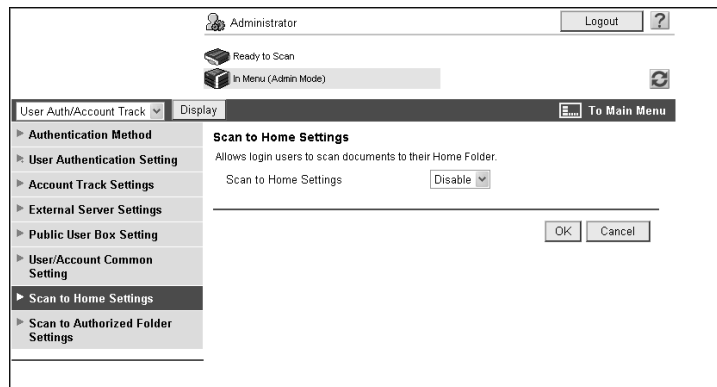 Administrator
Logout
?
Ready to Scan
In Menu (Admin Mode)
User Auth/Account Track
Display
To Main Menu
Authentication Method
User Authentication Setting
Account Track Settings
External Server Settings
Public User Box Setting
User/Account Common
Setting
Scan to Home Settings
Scan to Authorized Folder
Settings
Scan to Home Settings
Allows login users to scan documents to their Home Folder.
Scan to Home Settings
Disable
OK
Cancel